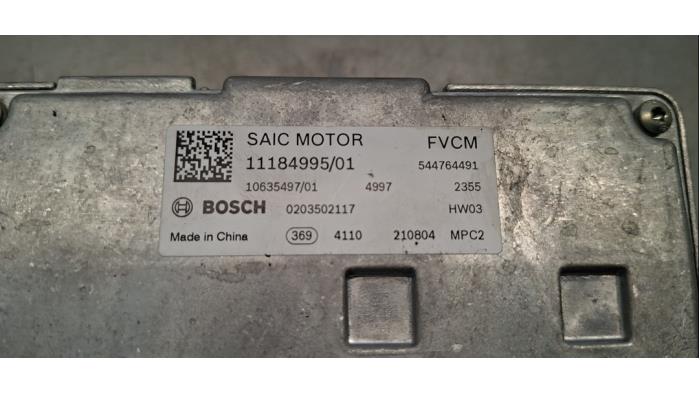 SAIC MOTOR FVCM
11184995/01 544764491
10635497/01 4997 2355
BOSCH 0203502117 HW03
Made in China 369 4110 210804 MPC2